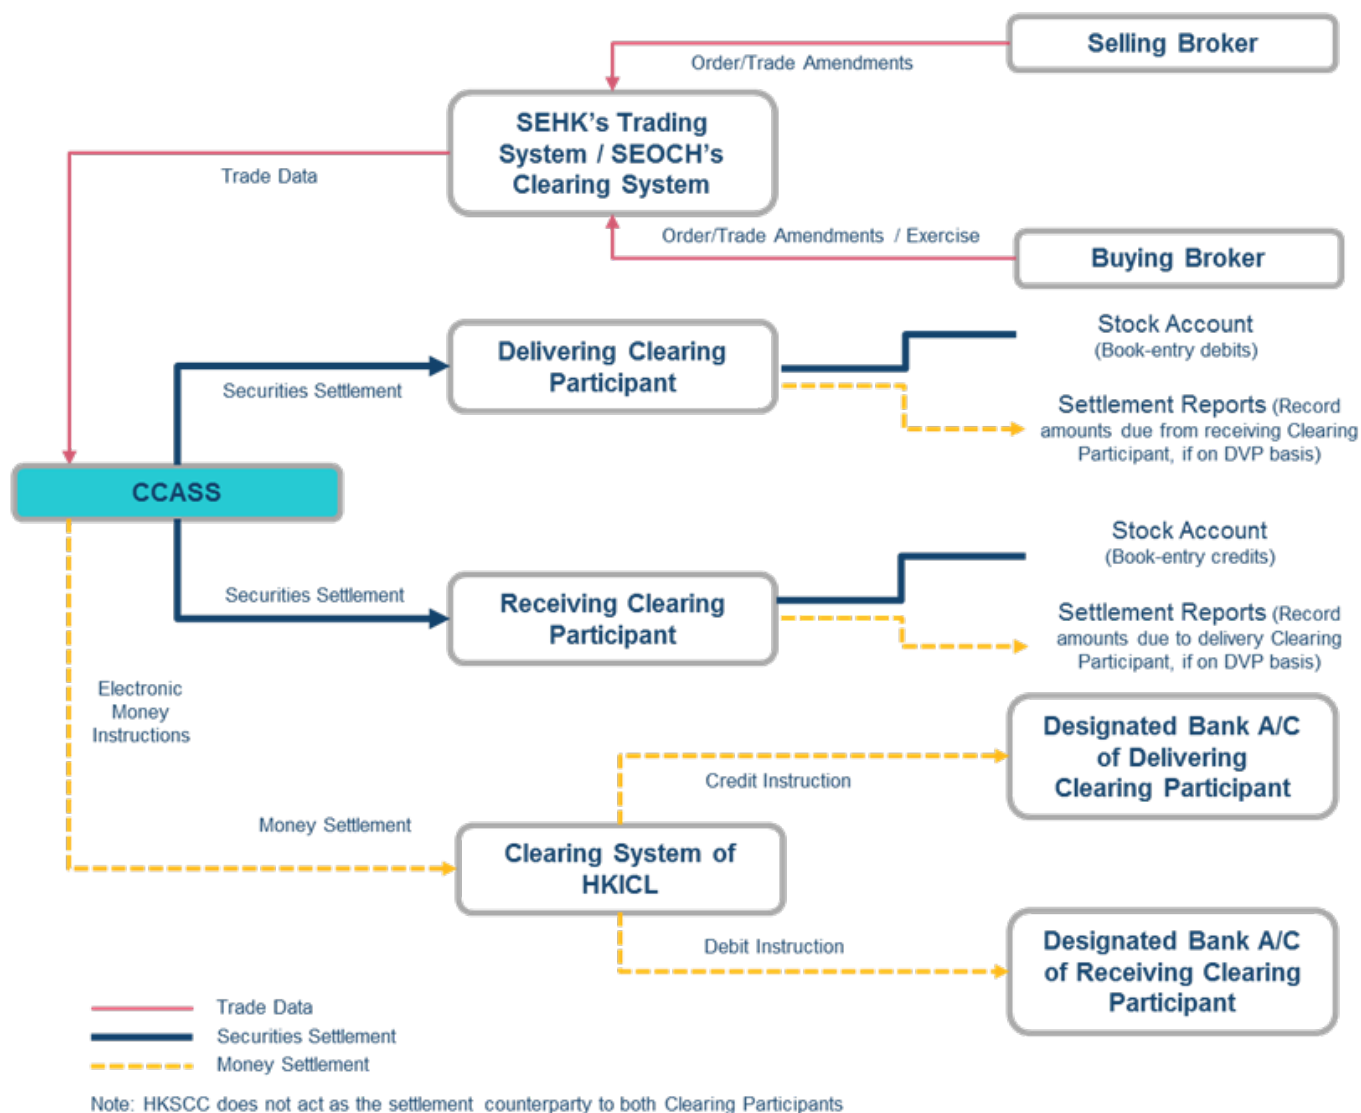 Selling Broker
Order/Trade Amendments
SEHK's Trading
System / SEOCH's
Clearing System
Trade Data
Order/Trade Amendments / Exercise
Buying Broker
Stock Account
(Book-entry debits)
Delivering Clearing
Participant
Securities Settlement
Settlement Reports (Record
amounts due from receiving Clearing
Participant, if on DVP basis)
CCASS
Stock Account
(Book-entry credits)
Securities Settlement
Receiving Clearing
Participant
Settlement Reports (Record
amounts due to delivery Clearing
Participant, if on DVP basis)
Electronic
Money
Instructions
Designated Bank A/C
of Delivering
Clearing Participant
Credit Instruction
Money Settlement
Clearing System of
HKICL
Debit Instruction
Designated Bank A/C
of Receiving Clearing
Participant
Trade Data
Securities Settlement
Money Settlement
Note: HKSCC does not act as the settlement counterparty to both Clearing Participants